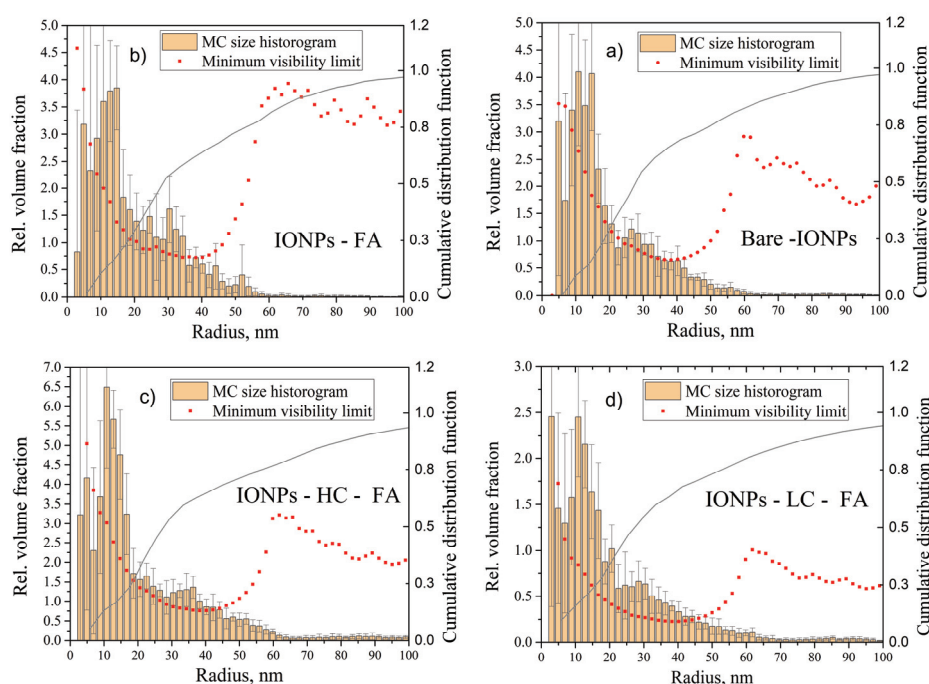 5.0
4.5
4.0
3.5
3.0
2.5
2.0
1.5
1.0
0.5
0.0
Rel. volume fraction
b)
MC size historogram
Minimum visibility limit
IONPs - FA
1.2
1.0
0.8
0.5
0.3
0.0
Cumulative distribution function
0 10 20 30 40 50 60 70 80 90 100
Radius, nm
5.0
4.5
4.0
3.5
3.0
2.5
2.0
1.5
1.0
0.5
0.0
Rel. volume fraction
a)
MC size historogram
Minimum visibility limit
Bare -IONPs
1.2
1.0
0.8
0.5
0.3
0.0
Cumulative distribution function
0 10 20 30 40 50 60 70 80 90 100
Radius, nm
7.0
6.5
6.0
5.5
5.0
4.5
4.0
3.5
3.0
2.5
2.0
1.5
1.0
0.5
0.0
Rel. volume fraction
c)
MC size historogram
Minimum visibility limit
IONPs - HC - FA
1.2
1.0
0.8
0.5
0.3
0.0
Cumulative distribution function
0 10 20 30 40 50 60 70 80 90 100
Radius, nm
3.0
2.5
2.0
1.5
1.0
0.5
0.0
Rel. volume fraction
d)
MC size historogram
Minimum visibility limit
IONPs - LC - FA
1.2
1.0
0.8
0.5
0.3
0.0
Cumulative distribution function
0 10 20 30 40 50 60 70 80 90 100
Radius, nm